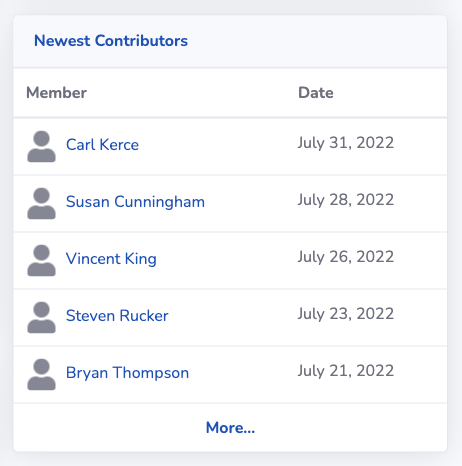 Newest Contributors
Member Date
Carl Kerce July 31, 2022
Susan Cunningham July 28, 2022
Vincent King July 26, 2022
Steven Rucker July 23, 2022
Bryan Thompson July 21, 2022
More...